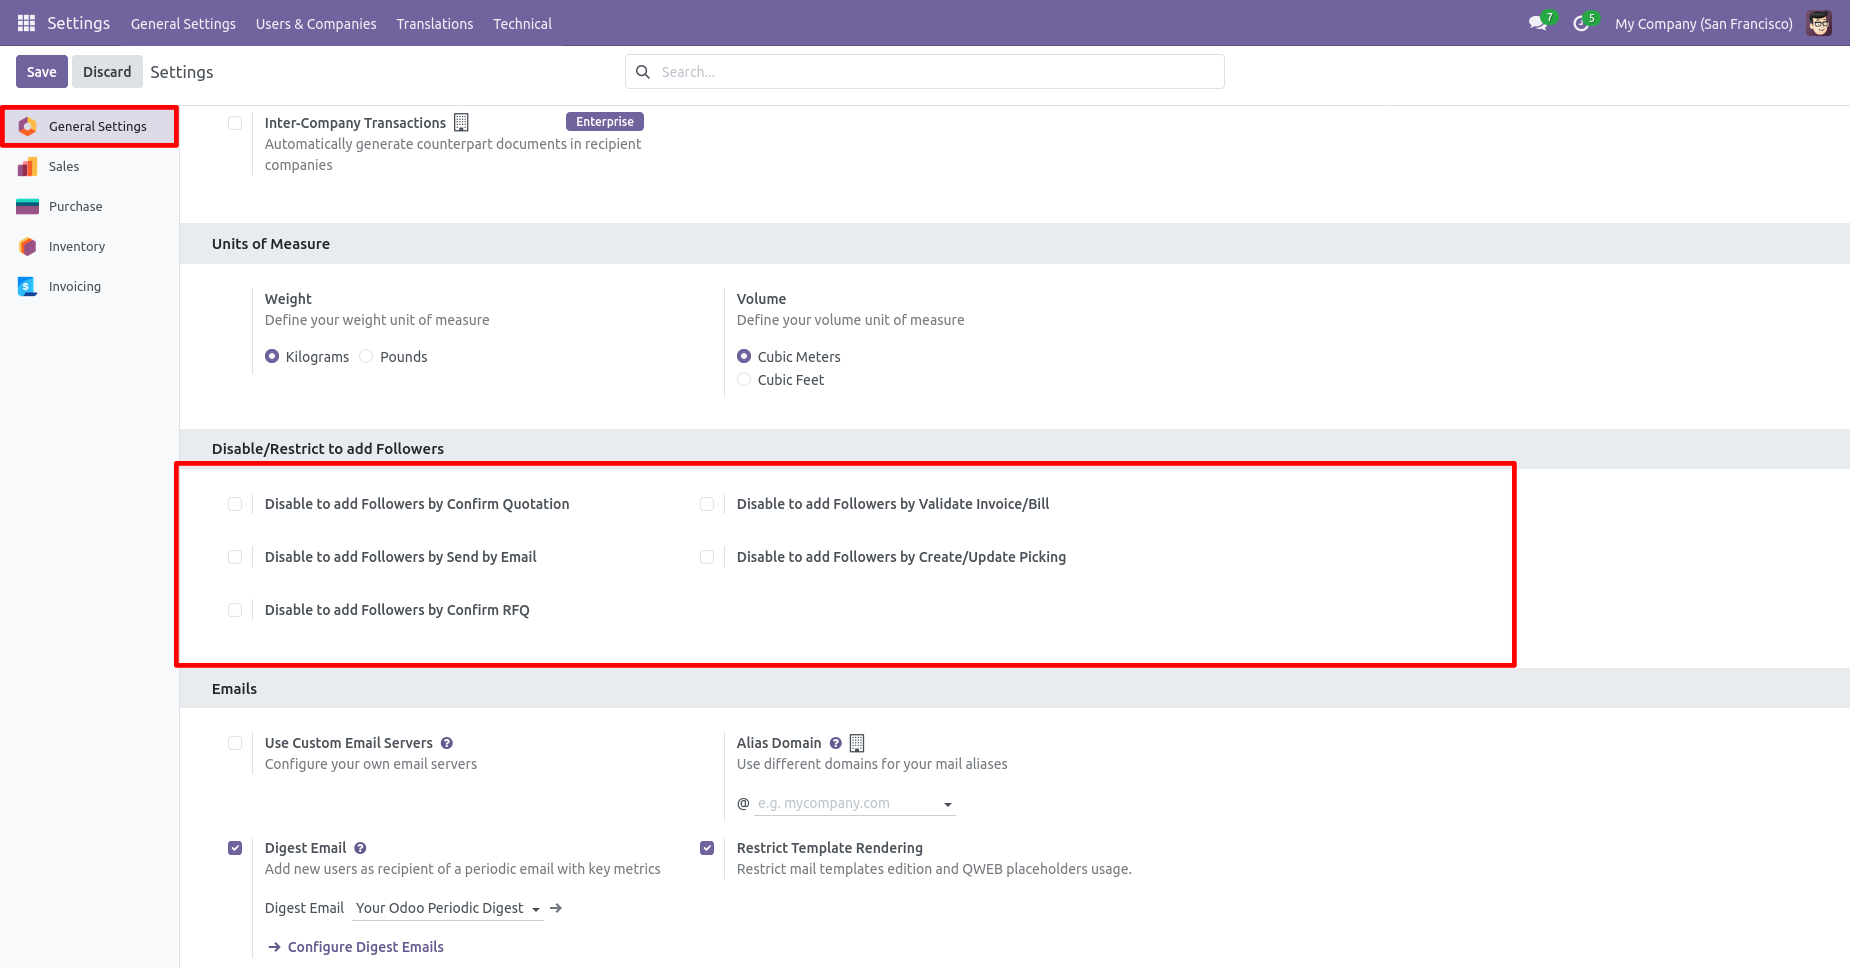 Settings General Settings Users & Companies Translations Technical 7 5 My Company (San Francisco)
Save Discard Settings Search...
General Settings
Sales
Purchase
Inventory
Invoicing
Inter-Company Transactions Enterprise
Automatically generate counterpart documents in recipient
companies
Units of Measure
Weight
Define your weight unit of measure
Kilograms Pounds
Volume
Define your volume unit of measure
Cubic Meters
Cubic Feet
Disable/Restrict to add Followers
Disable to add Followers by Confirm Quotation Disable to add Followers by Validate Invoice/Bill
Disable to add Followers by Send by Email Disable to add Followers by Create/Update Picking
Disable to add Followers by Confirm RFQ
Emails
Use Custom Email Servers ?
Configure your own email servers
Alias Domain ?
Use different domains for your mail aliases
@ e.g. mycompany.com
Digest Email ?
Add new users as recipient of a periodic email with key metrics
Digest Email Your Odoo Periodic Digest
Configure Digest Emails
Restrict Template Rendering
Restrict mail templates edition and QWEB placeholders usage.